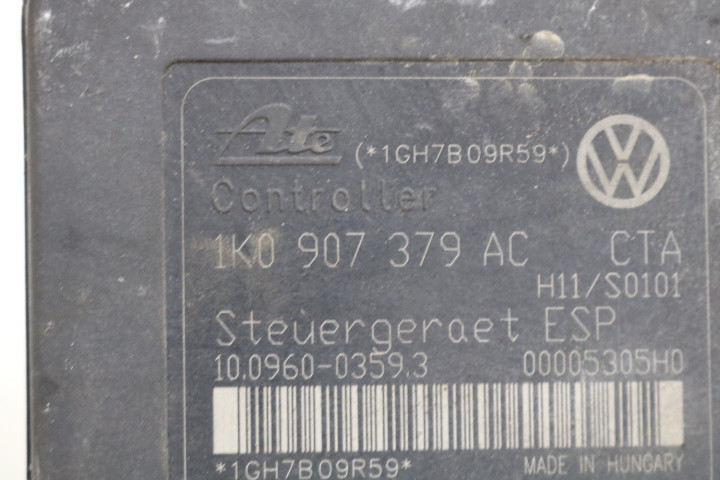 Ate (*1GH7B09R59*)
Controller
1K0 907 379 AC CTA
H11/S0101
Steuergeraet ESP
10.0960-0359.3 00005305H0
*1GH7B09R59* MADE IN HUNGARY